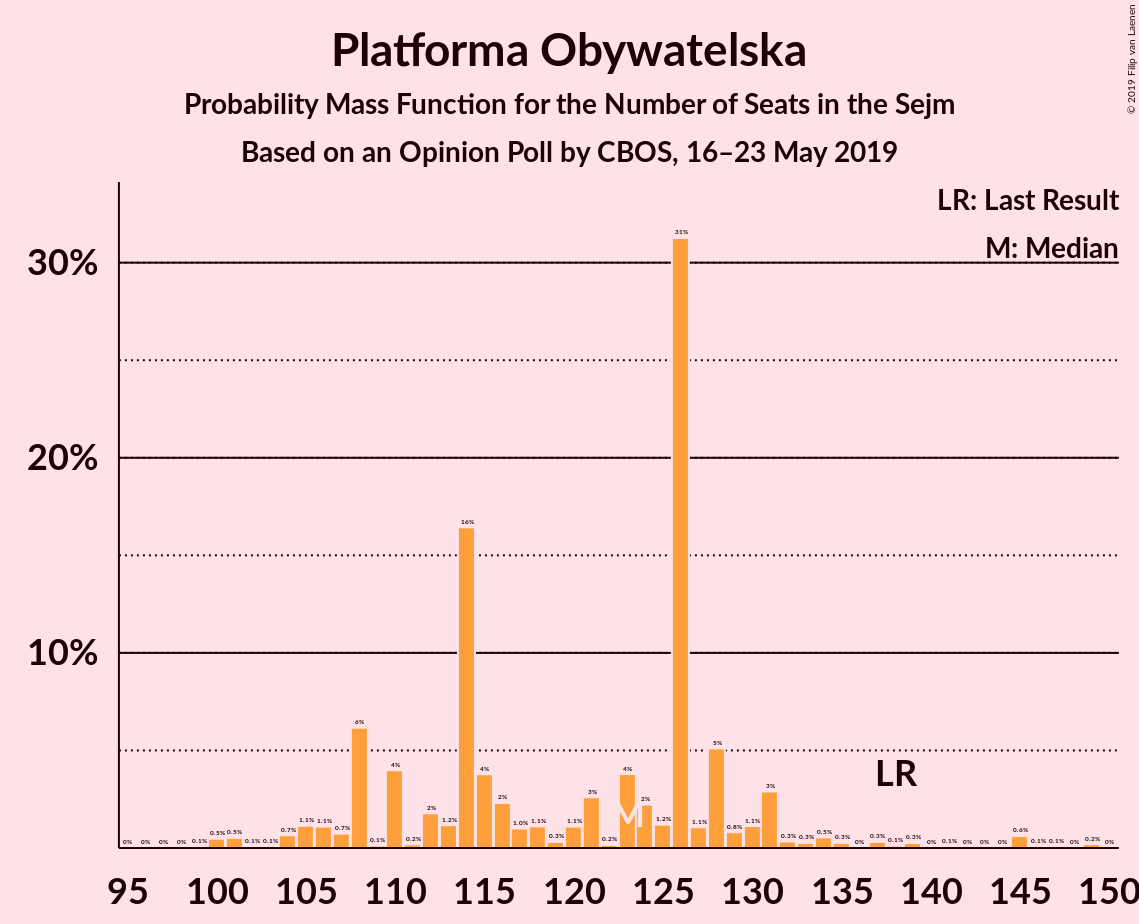 Platforma Obywatelska
Probability Mass Function for the Number of Seats in the Sejm
Based on an Opinion Poll by CBOS, 16–23 May 2019
© 2019 Filip van Laenen
LR: Last Result
M: Median
30%
20%
10%
31%
16%
6%
5%
4%
4%
4%
3%
3%
2%
2%
2%
0% 0% 0% 0% 0.1% 0.5% 0.5% 0.1% 0.1% 0.7% 1.1% 1.1% 0.7% 0.1% 0.2% 1.2% 1.0% 1.1% 0.3% 1.1% 0.2% 1.2% 1.1% 0.8% 1.1% 0.3% 0.3% 0.5% 0.3% 0% 0.3% 0.1% 0.3% 0% 0.1% 0% 0% 0% 0.6% 0.1% 0.1% 0% 0.2% 0%
LR
M
95 100 105 110 115 120 125 130 135 140 145 150